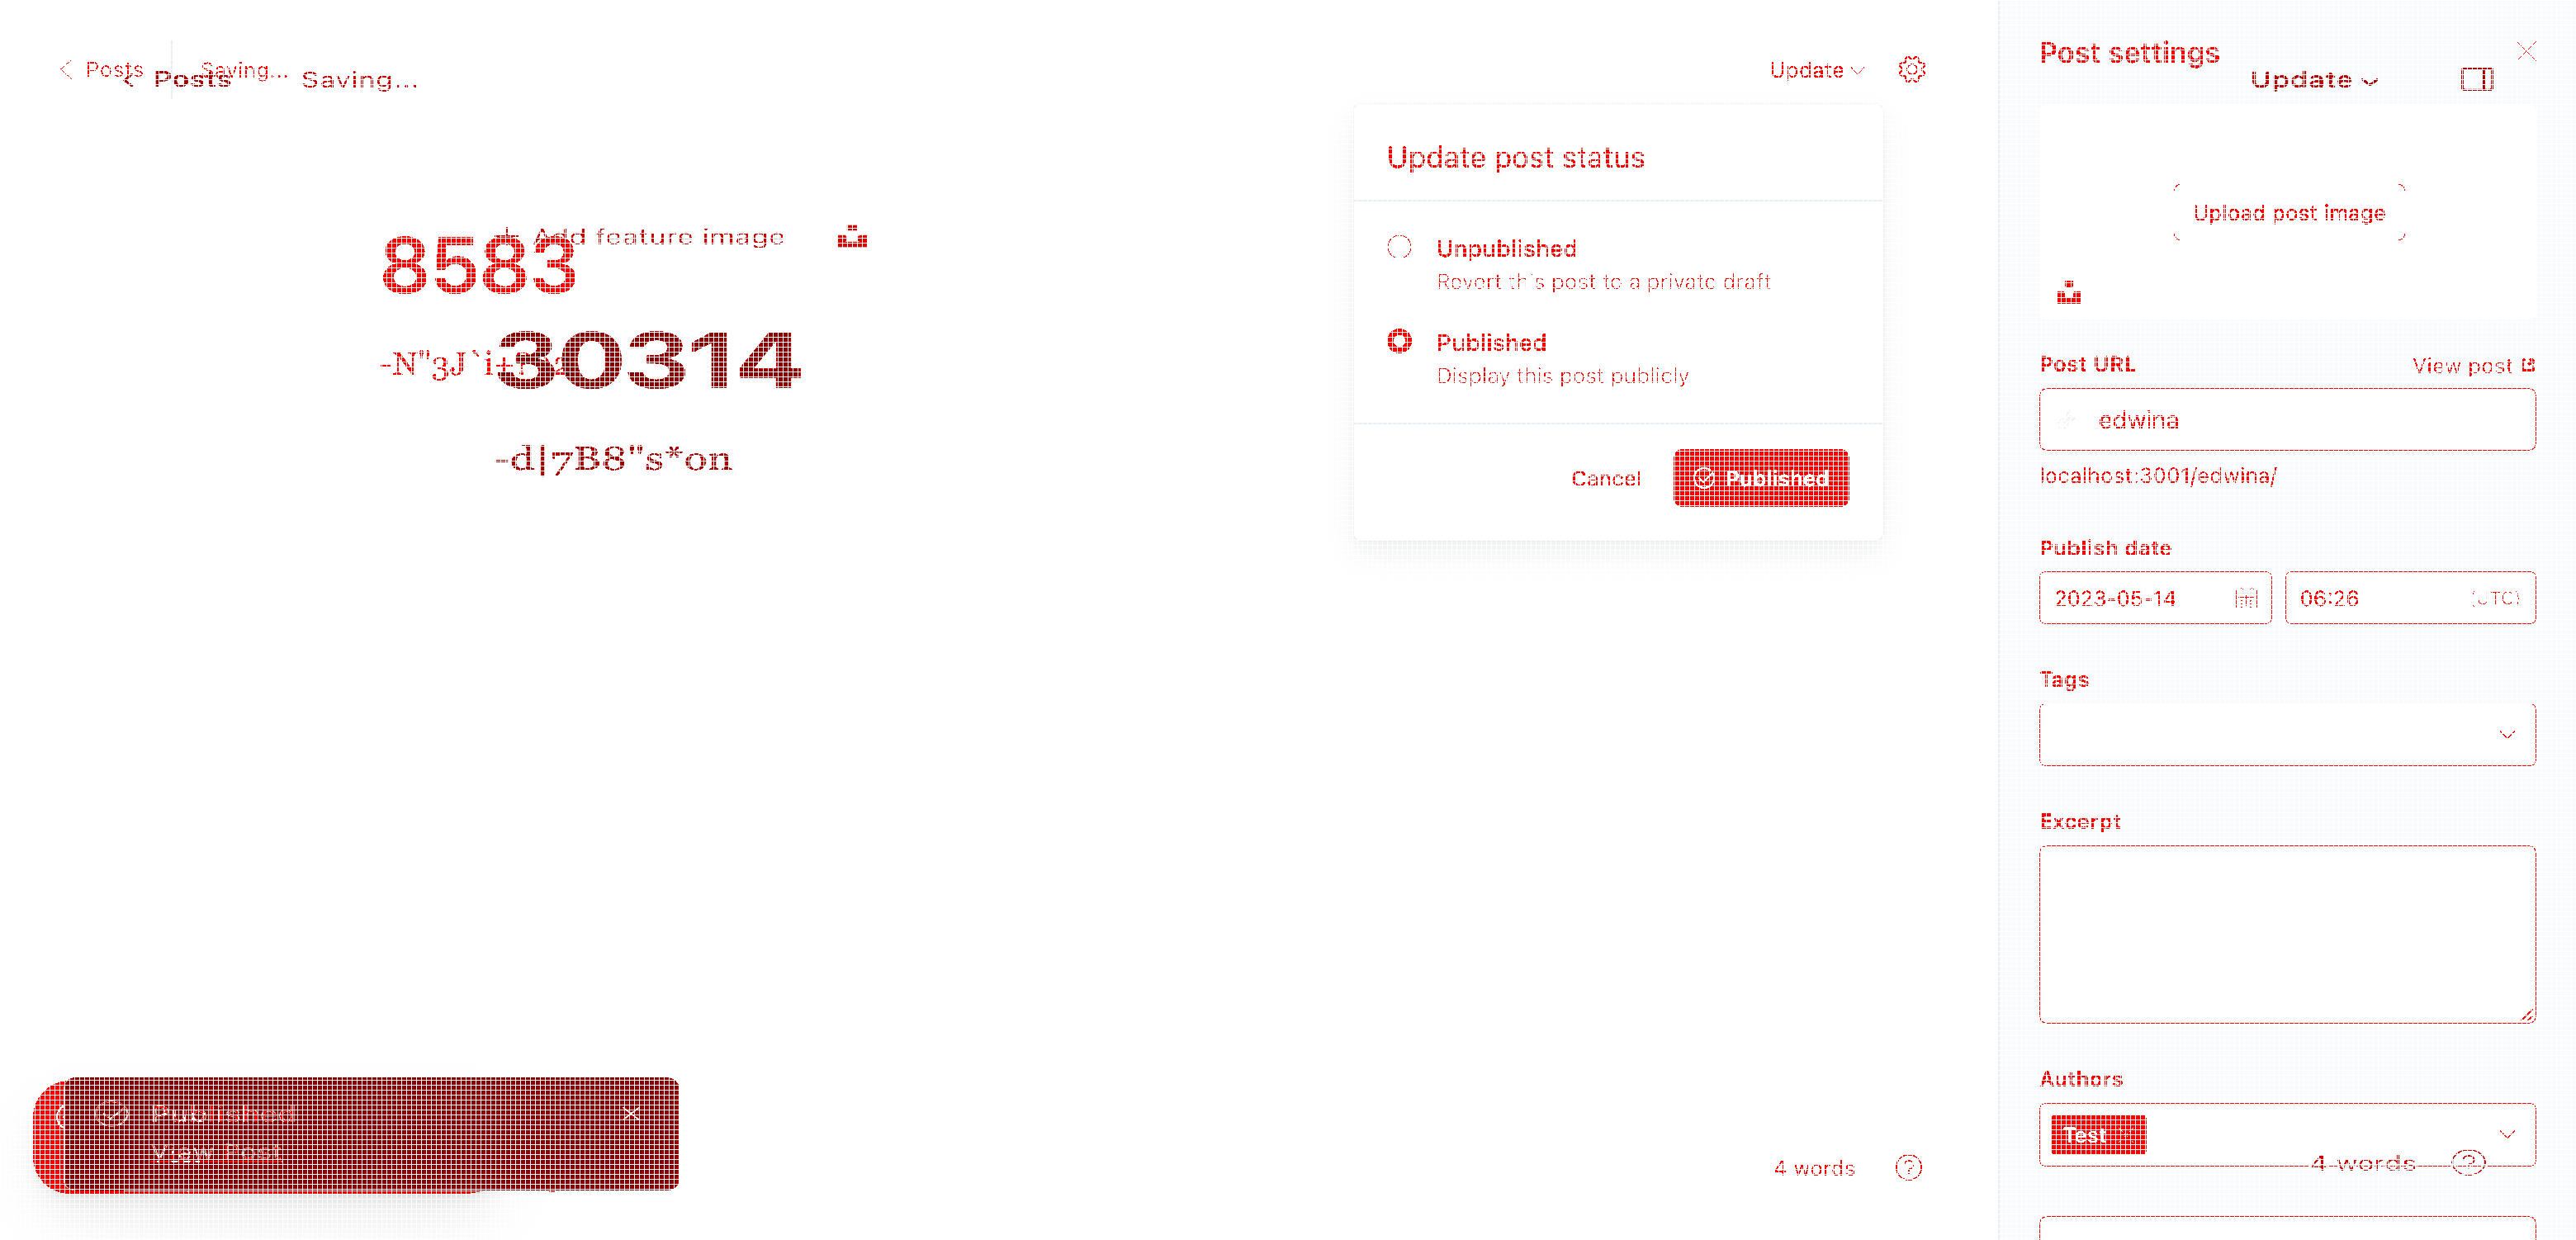 Posts
Saving...
Posts
Saving...
Update
Update post status
Unpublished
Revert this post to a private draft
Published
Display this post publicly
Cancel
Published
Add feature image
8583
30314
-d|7B8"s*on
Published
View Post
4 words
Post settings
Update
Upload post image
Post URL
View post
edwina
localhost:3001/edwina/
Publish date
2023-05-14
06:26
(UTC)
Tags
Excerpt
Authors
Test
4 words